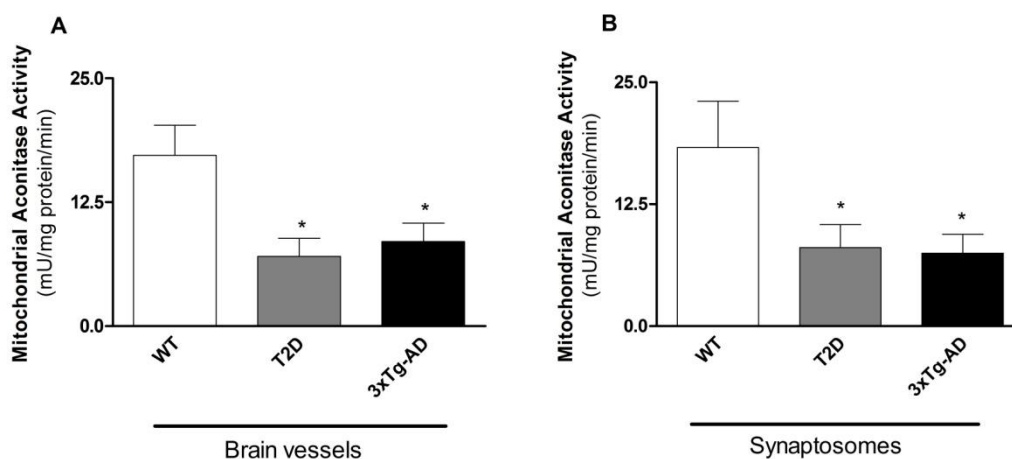 A
Mitochondrial Aconitase Activity
(mU/mg protein/min)
25.0
12.5
0.0
*
*
WT
T2D
3xTg-AD
Brain vessels
B
Mitochondrial Aconitase Activity
(mU/mg protein/min)
25.0
12.5
0.0
*
*
WT
T2D
3xTg-AD
Synaptosomes